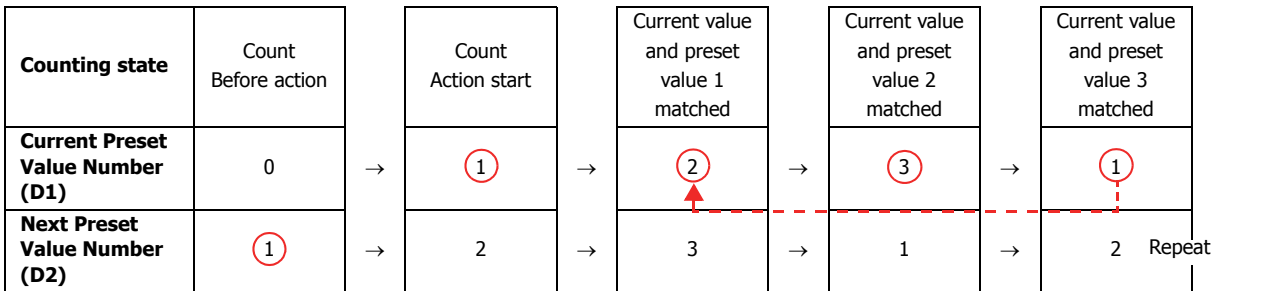 Counting state
Count
Before action
Count
Action start
Current value
and preset
value 1
matched
Current value
and preset
value 2
matched
Current value
and preset
value 3
matched
Current Preset
Value Number
(D1)
0
→
1
→
2
→
3
→
1
Next Preset
Value Number
(D2)
1
→
2
→
3
→
1
→
2
Repeat